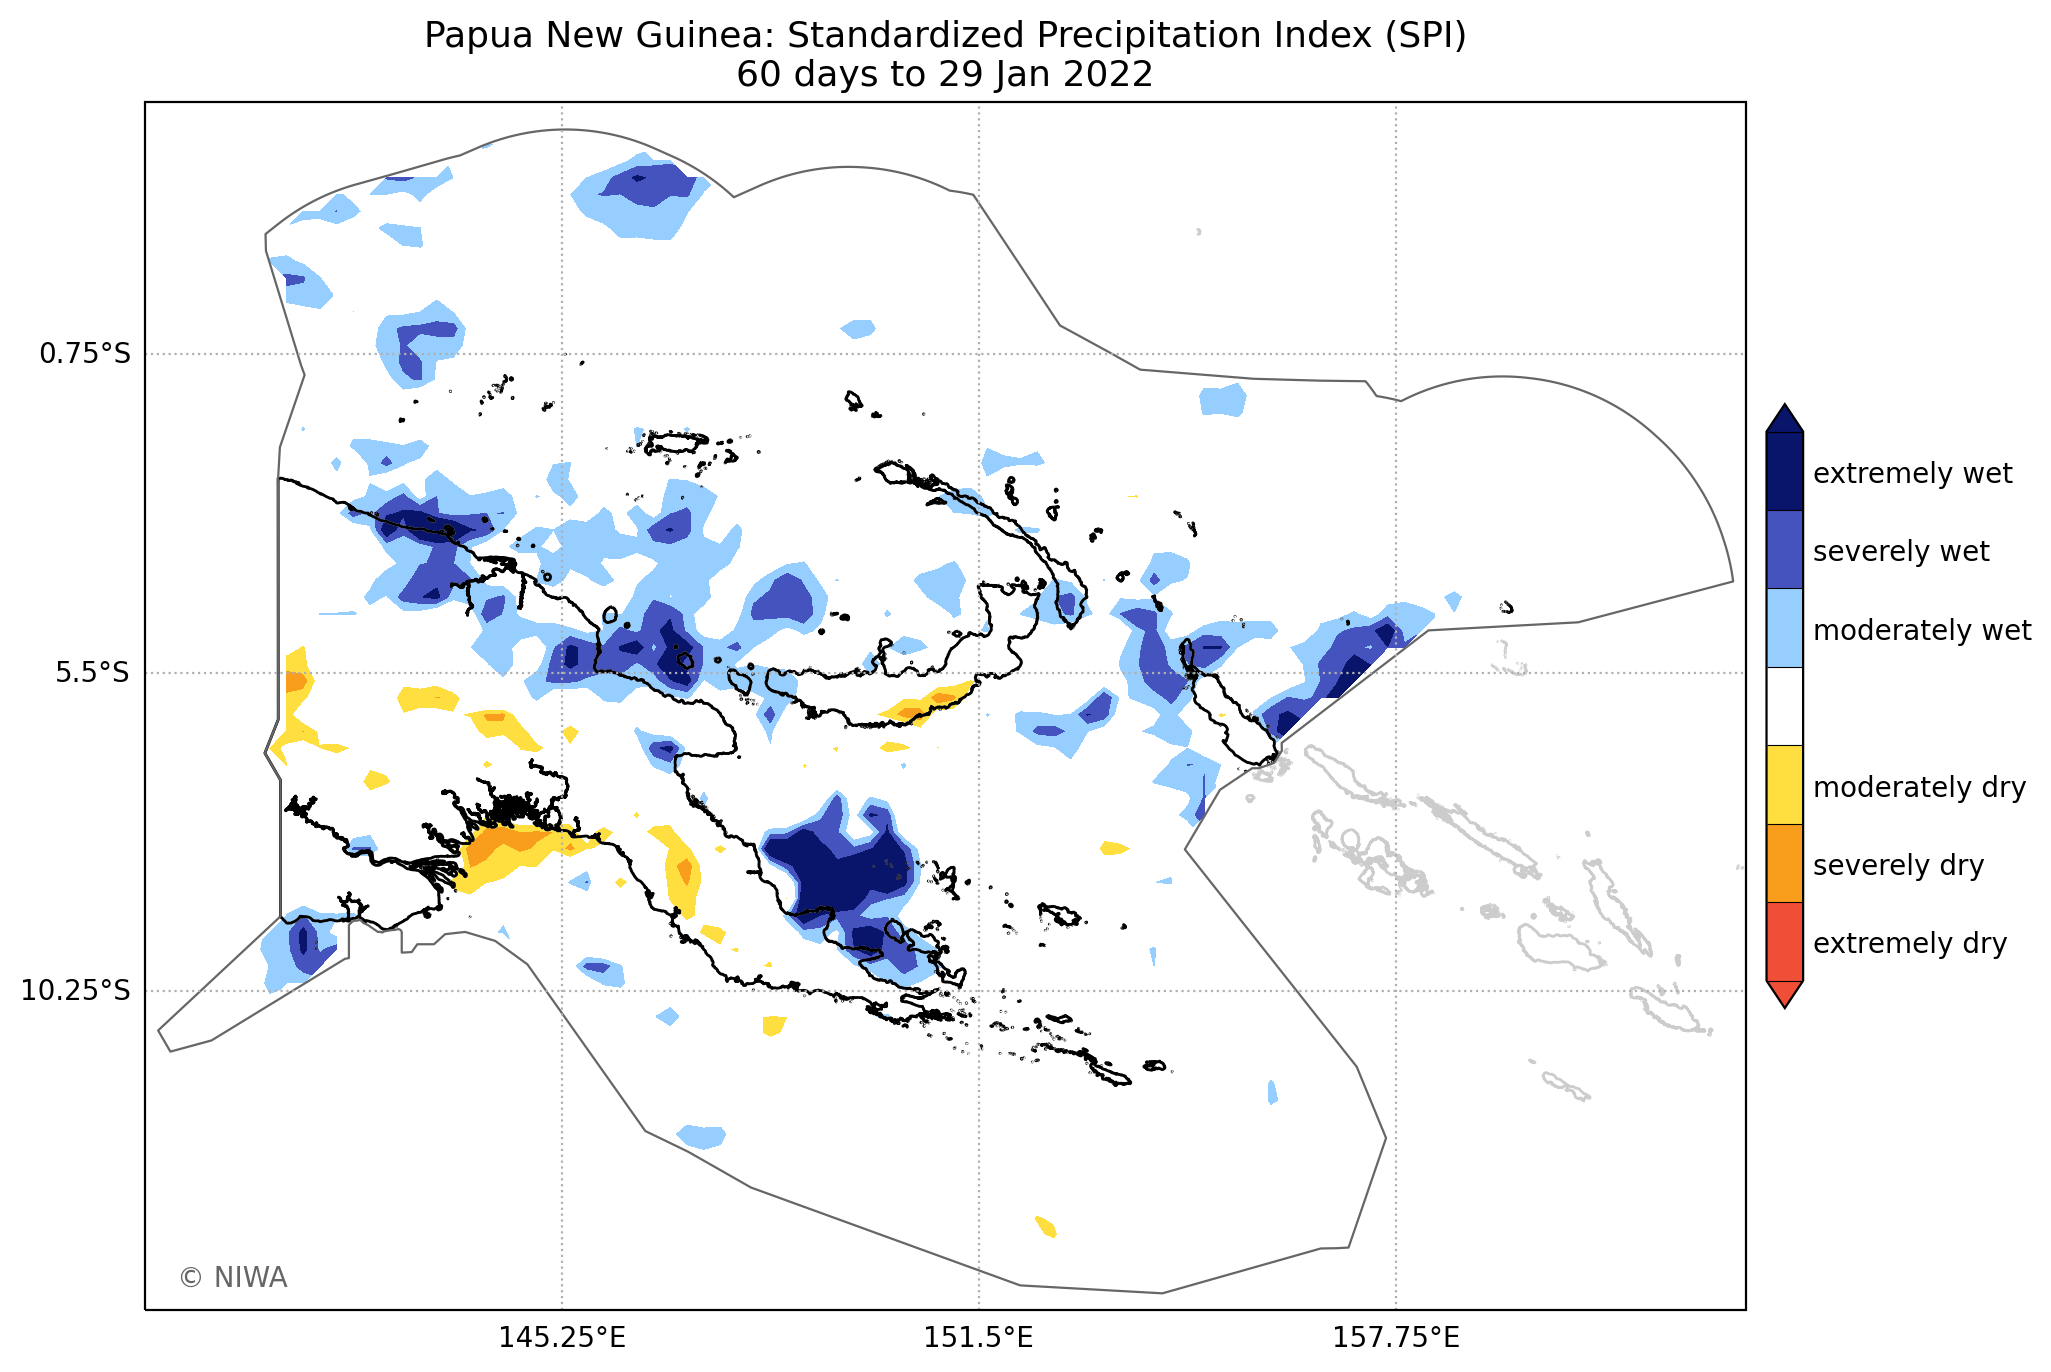 Papua New Guinea: Standardized Precipitation Index (SPI)
60 days to 29 Jan 2022
0.75°S
5.5°S
10.25°S
145.25°E
151.5°E
157.75°E
extremely wet
severely wet
moderately wet
moderately dry
severely dry
extremely dry
© NIWA